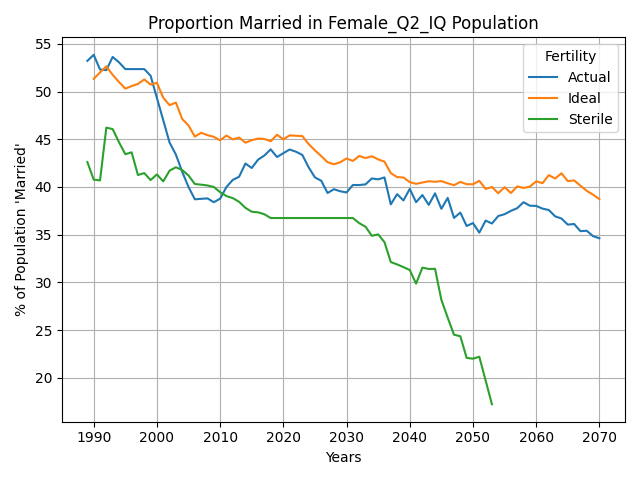 Proportion Married in Female_Q2_IQ Population
% of Population 'Married'
55
50
45
40
35
30
25
20
Fertility
Actual
Ideal
Sterile
1990 2000 2010 2020 2030 2040 2050 2060 2070
Years